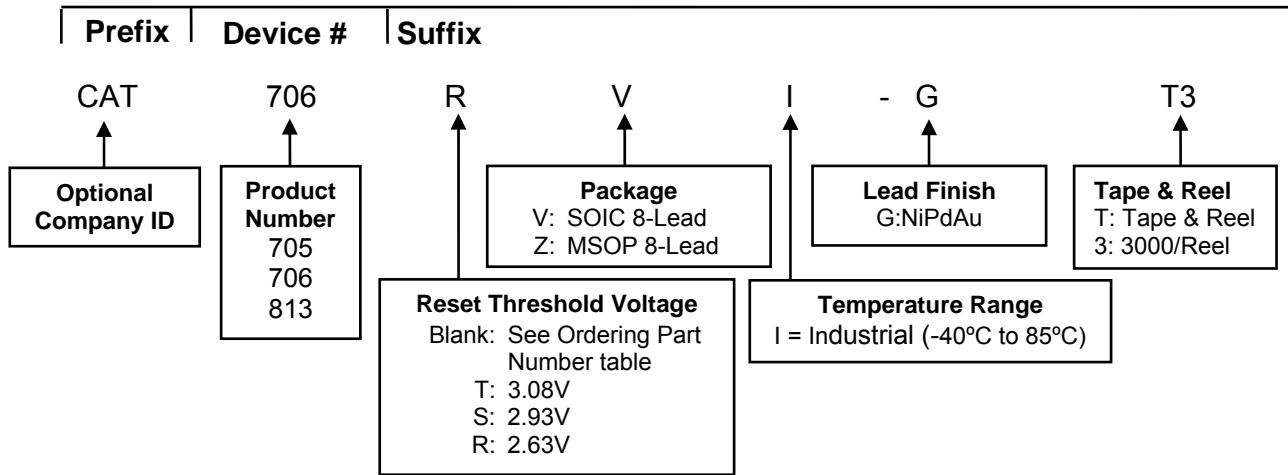 Prefix Device # Suffix
CAT 706 R V I - G T3
Optional
Company ID
Product
Number
705
706
813
Package
V: SOIC 8-Lead
Z: MSOP 8-Lead
Lead Finish
G:NiPdAu
Tape & Reel
T: Tape & Reel
3: 3000/Reel
Reset Threshold Voltage
Blank: See Ordering Part
Number table
T: 3.08V
S: 2.93V
R: 2.63V
Temperature Range
I = Industrial (-40ºC to 85ºC)